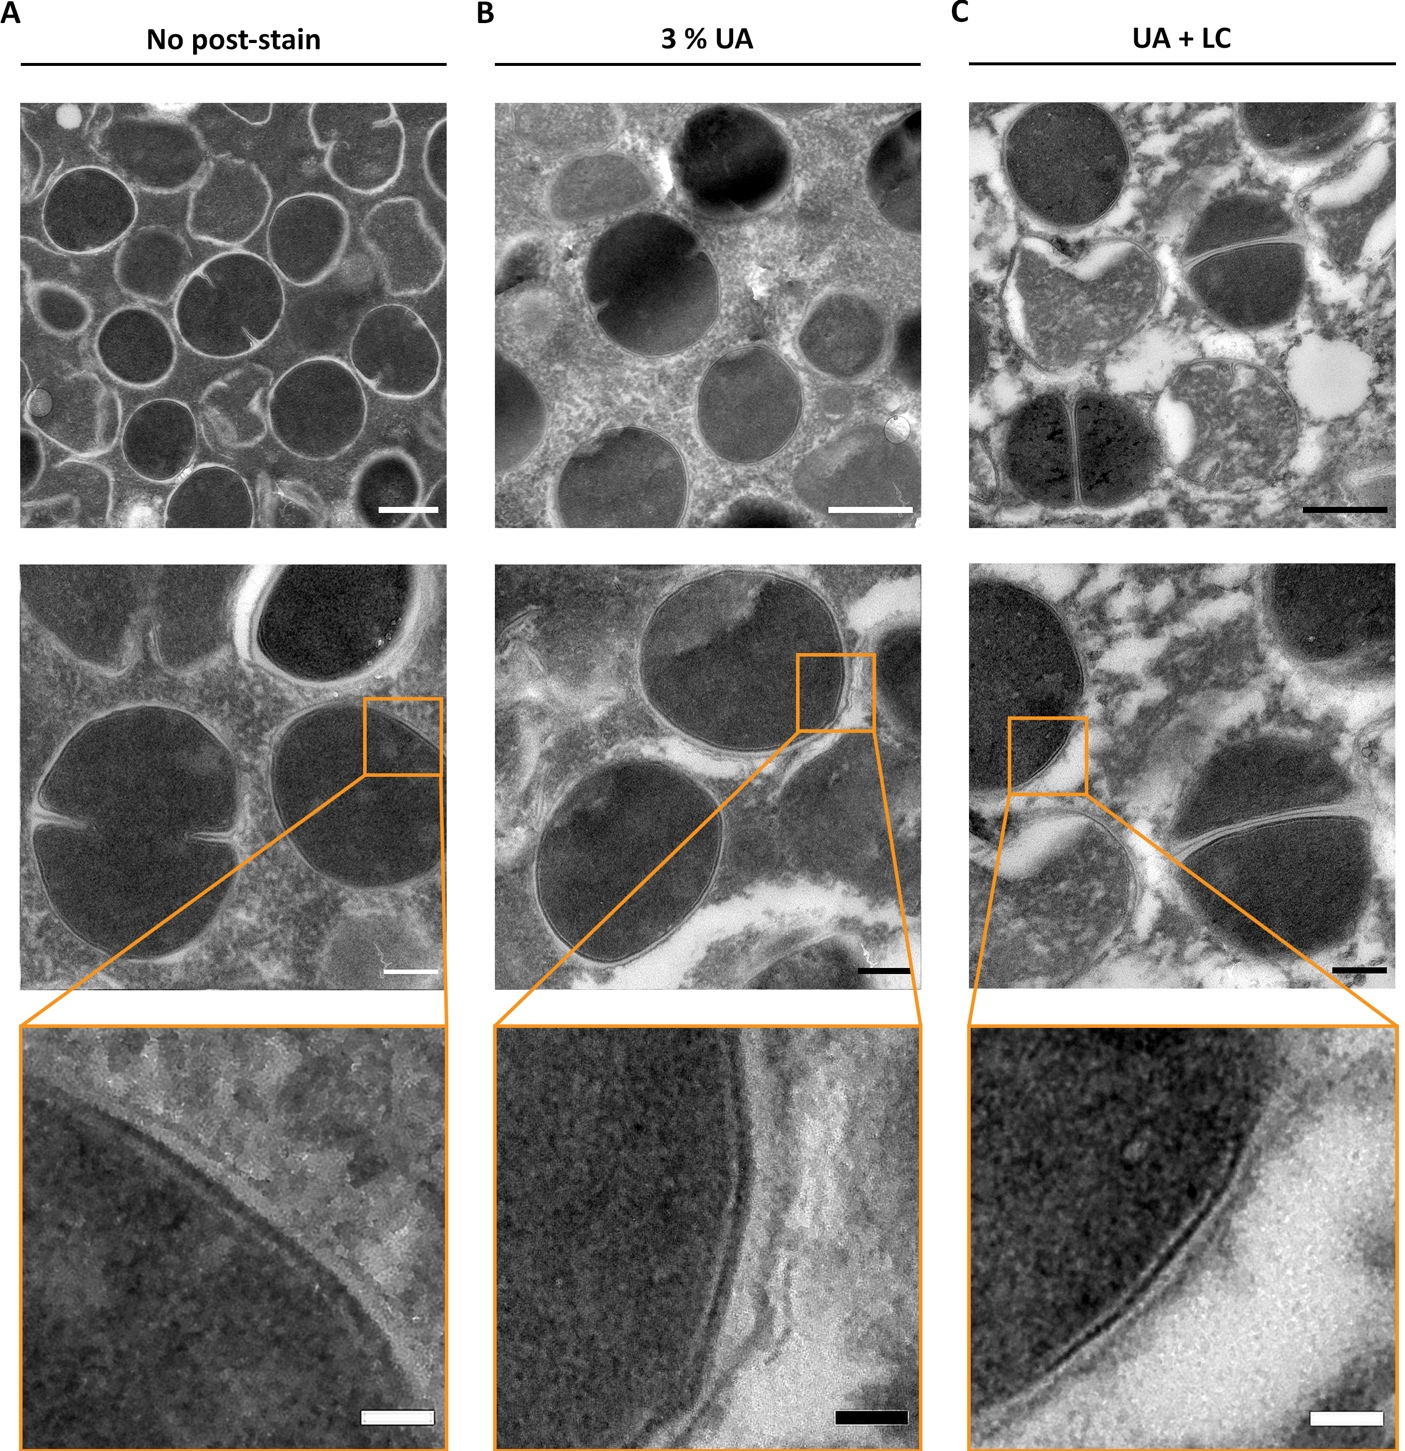 A
No post-stain
B
3 % UA
C
UA + LC